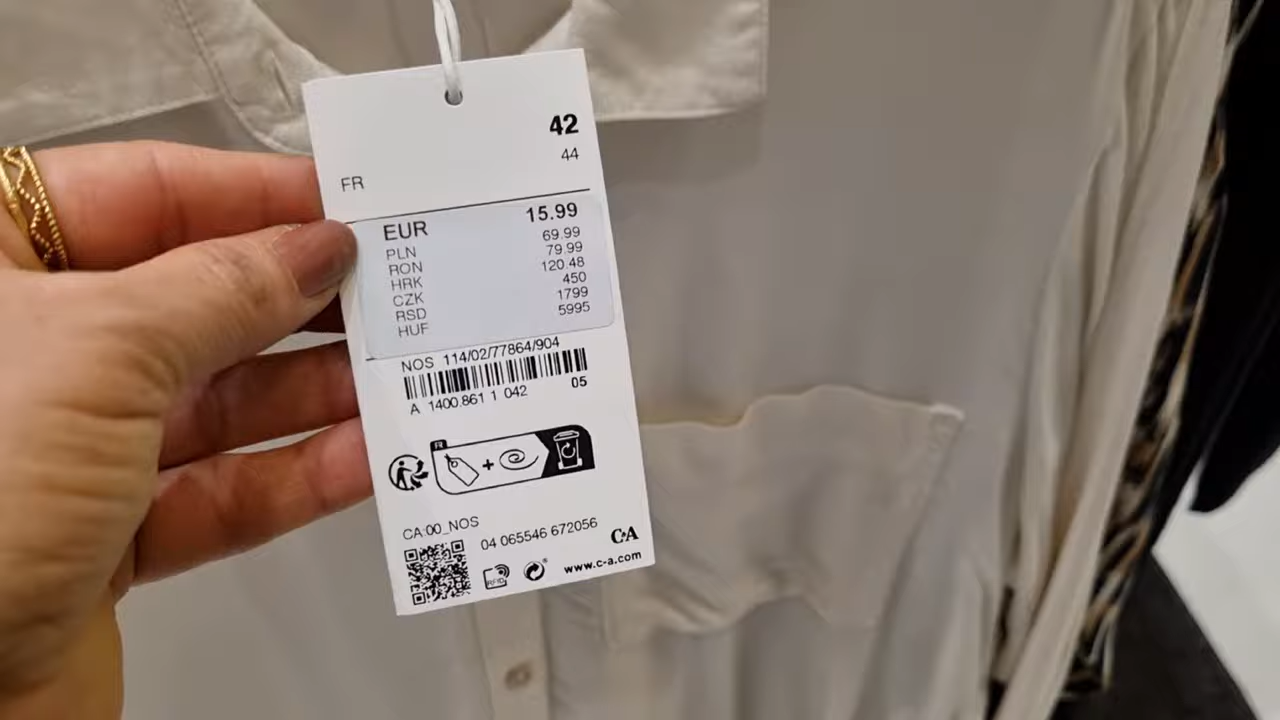 42
44
FR
EUR 15.99
PLN 69.99
RON 79.99
HRK 120.48
CZK 450
RSD 1799
HUF 5995
NOS 114/02/77864/904
05
A 1400.861 1 042
FR
+
CA:00_NOS
04 065546 672056
C&A
RFID
www.c-a.com